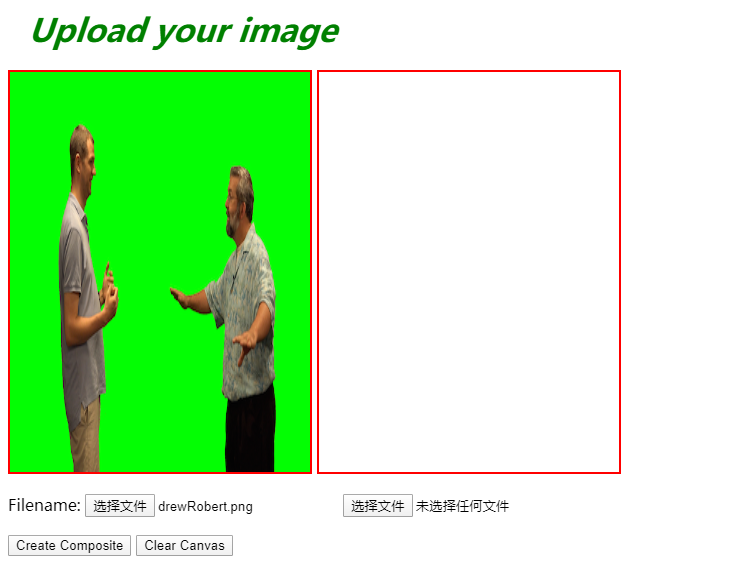 Upload your image
Filename: 选择文件 drewRobert.png 选择文件 未选择任何文件
Create Composite Clear Canvas